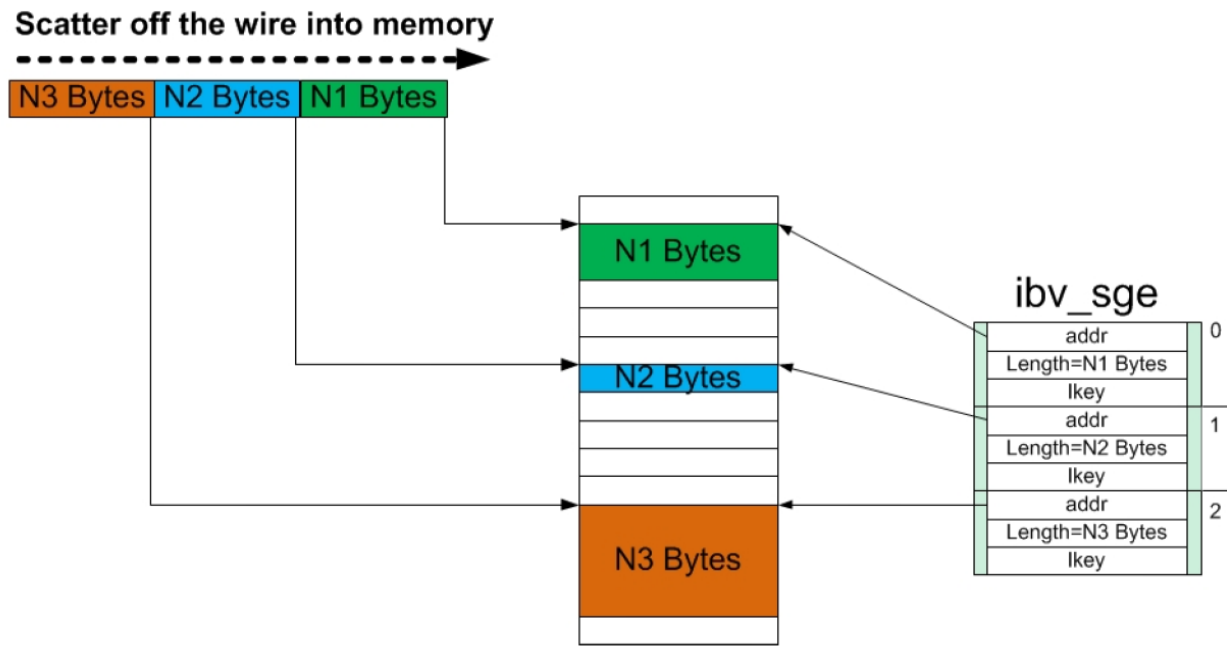 Scatter off the wire into memory
N3 Bytes N2 Bytes N1 Bytes
N1 Bytes
N2 Bytes
N3 Bytes
ibv_sge
0
addr
Length=N1 Bytes
lkey
1
addr
Length=N2 Bytes
lkey
2
addr
Length=N3 Bytes
lkey